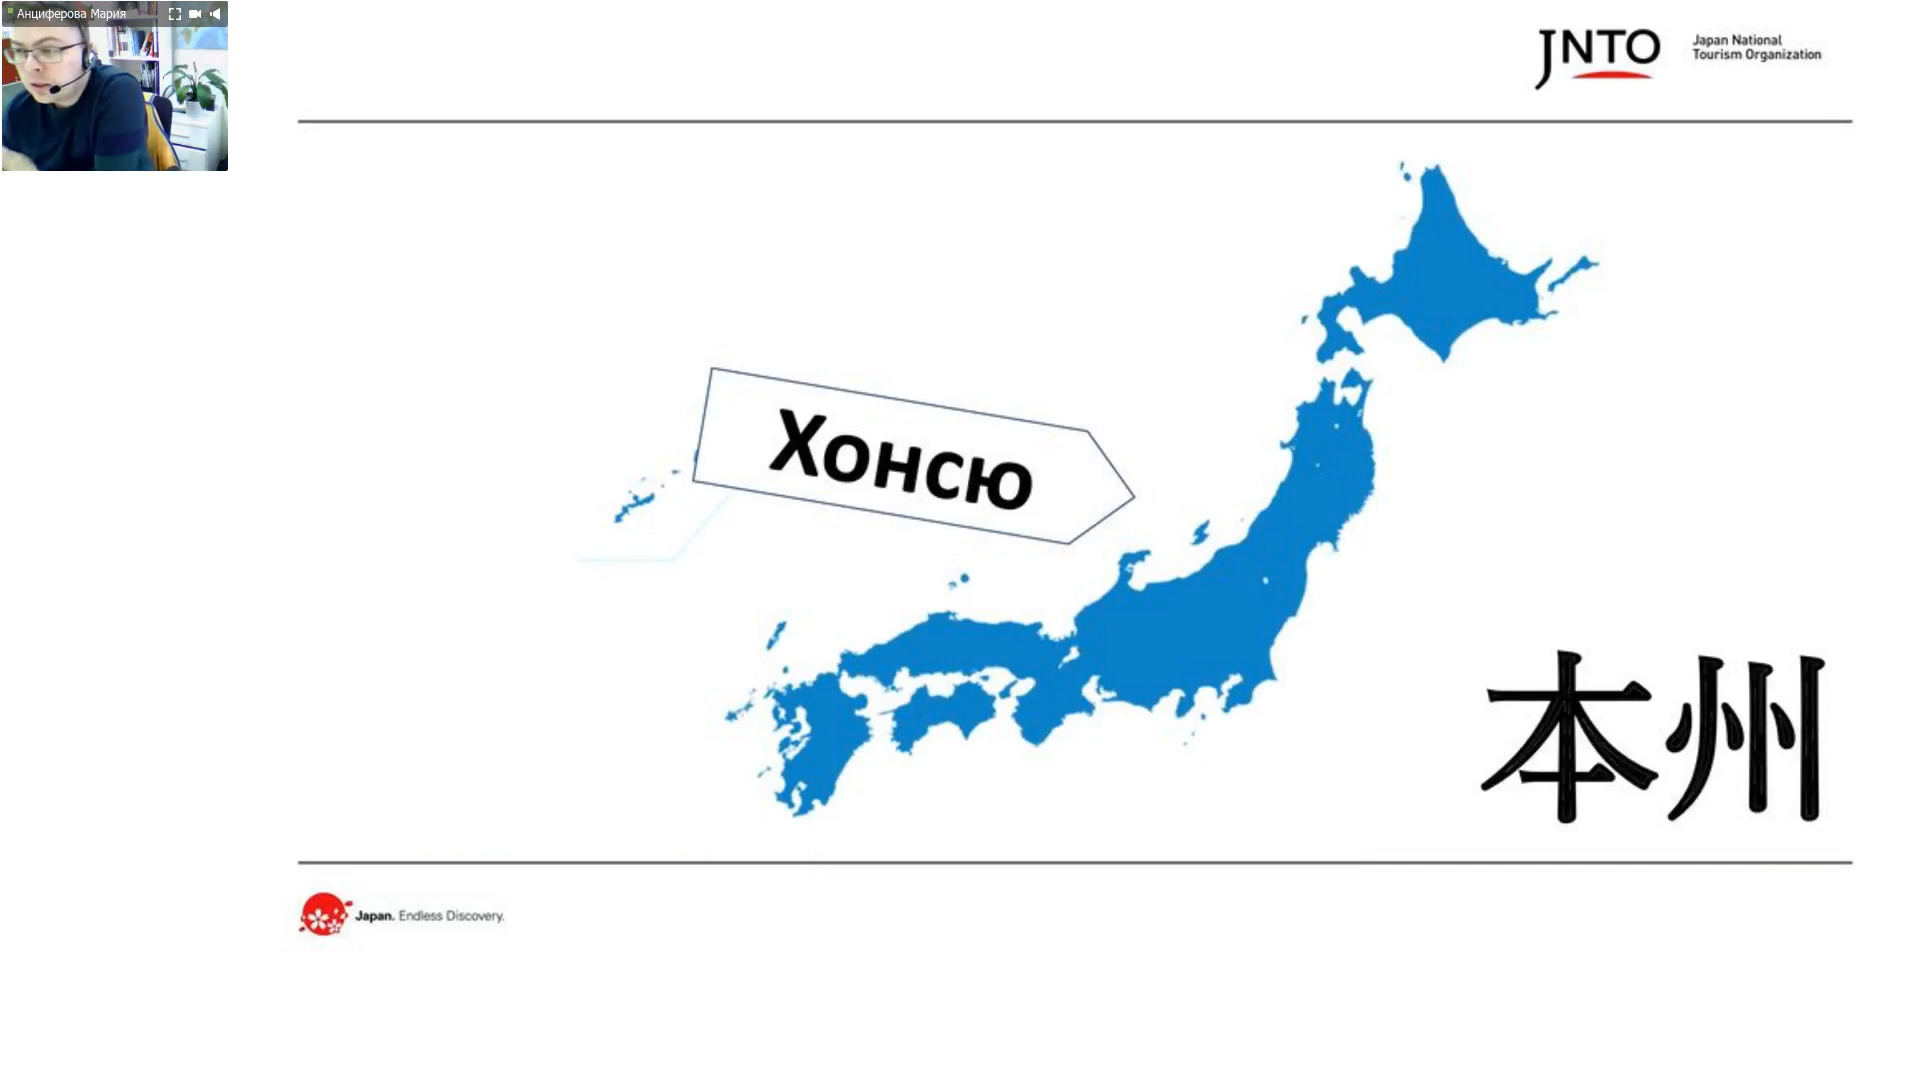 Анциферова Мария
JNTO
Japan National
Tourism Organization
Хонсю
本州
Japan. Endless Discovery.